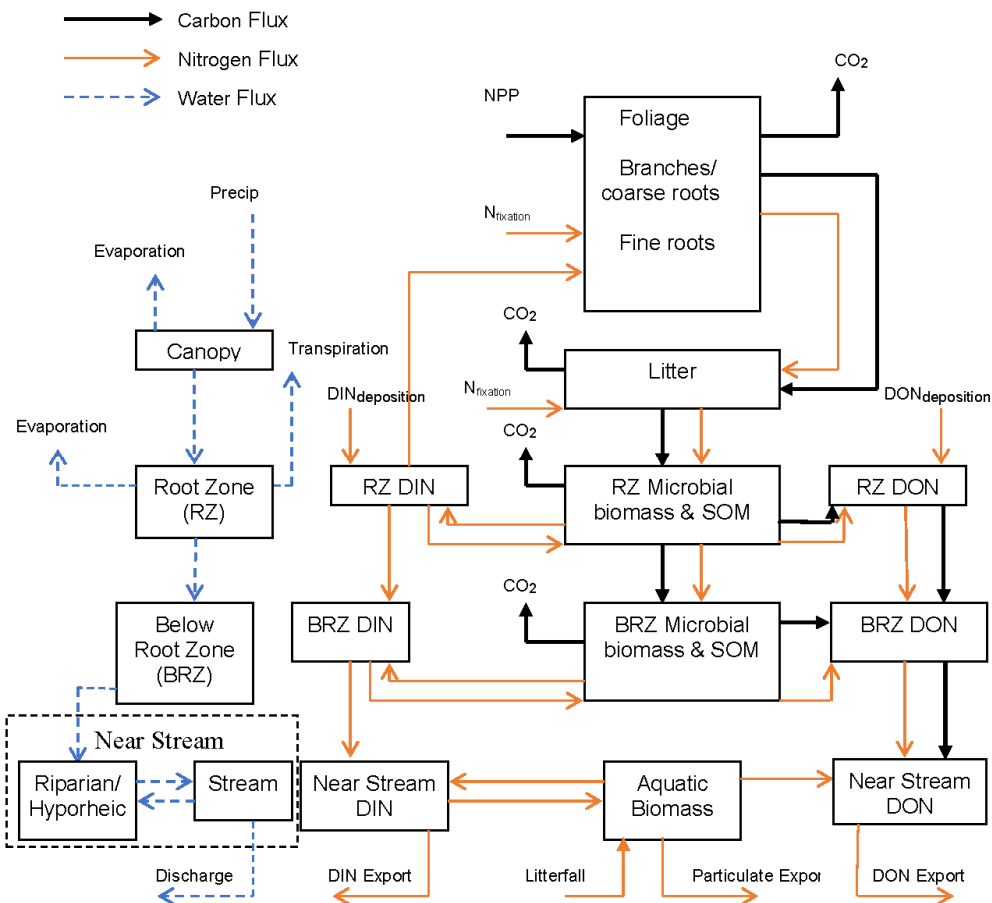 Carbon Flux
Nitrogen Flux
Water Flux
CO2
NPP
Foliage
Branches/
coarse roots
Fine roots
Nfixation
Precip
Evaporation
Canopy
Transpiration
CO2
Litter
Nfixation
DINdeposition
DONdeposition
Evaporation
CO2
Root Zone
(RZ)
RZ DIN
RZ Microbial
biomass & SOM
RZ DON
CO2
Below
Root Zone
(BRZ)
BRZ DIN
BRZ Microbial
biomass & SOM
BRZ DON
Near Stream
Riparian/
Hyporheic
Stream
Near Stream
DIN
Aquatic
Biomass
Near Stream
DON
Discharge
DIN Export
Litterfall
Particulate Expor
DON Export